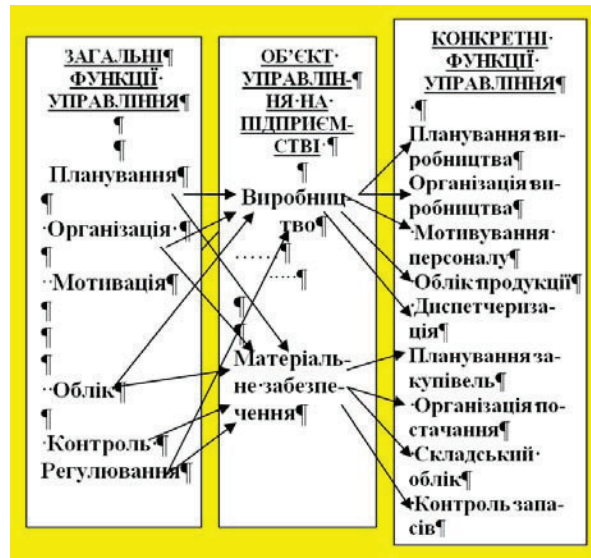 ЗАГАЛЬНІ¶
ФУНКЦІЇ·
УПРАВЛІННЯ¶
¶
¶
Планування¶
¶
·Організація·¶
¶
··Мотивація¶
¶
¶
¶
··Облік¶
¶
·Контроль·¶
Регулювання¶
ОБ’ЄКТ·
УПРАВЛІН-
НЯ·НА·
ПІДПРИЄМ-
СТВІ·¶
¶
Виробниц-
тво¶
······¶
·····¶
¶
¶
Матеріаль-
не·забезпе-
чення¶
КОНКРЕТНІ·
ФУНКЦІЇ·
УПРАВЛІННЯ¶
·¶
Планування·ви-
робництва¶
Організація·ви-
робництва¶
·Мотивування·
персоналу¶
·Облік·продукції¶
·Диспетчериза-
ція¶
Планування·за-
купівель¶
·Організація·по-
стачання¶
·Складський·
облік¶
·Контроль·запа-
сів¶